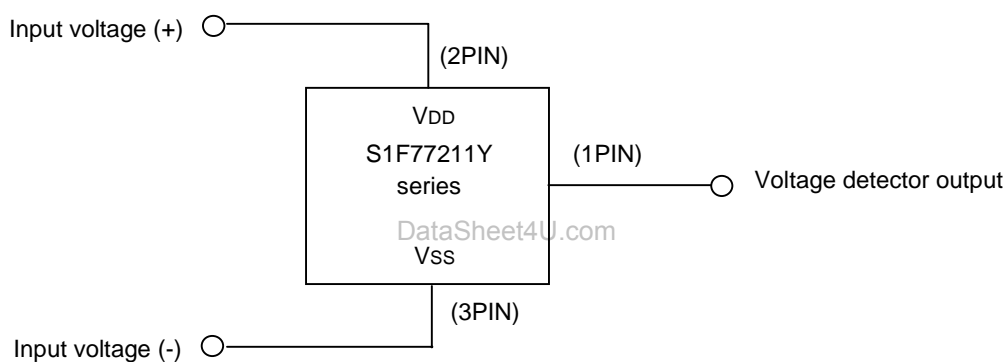 Input voltage (+)
(2PIN)
VDD
S1F77211Y
series
(1PIN)
Voltage detector output
DataSheet4U.com
VSS
(3PIN)
Input voltage (-)